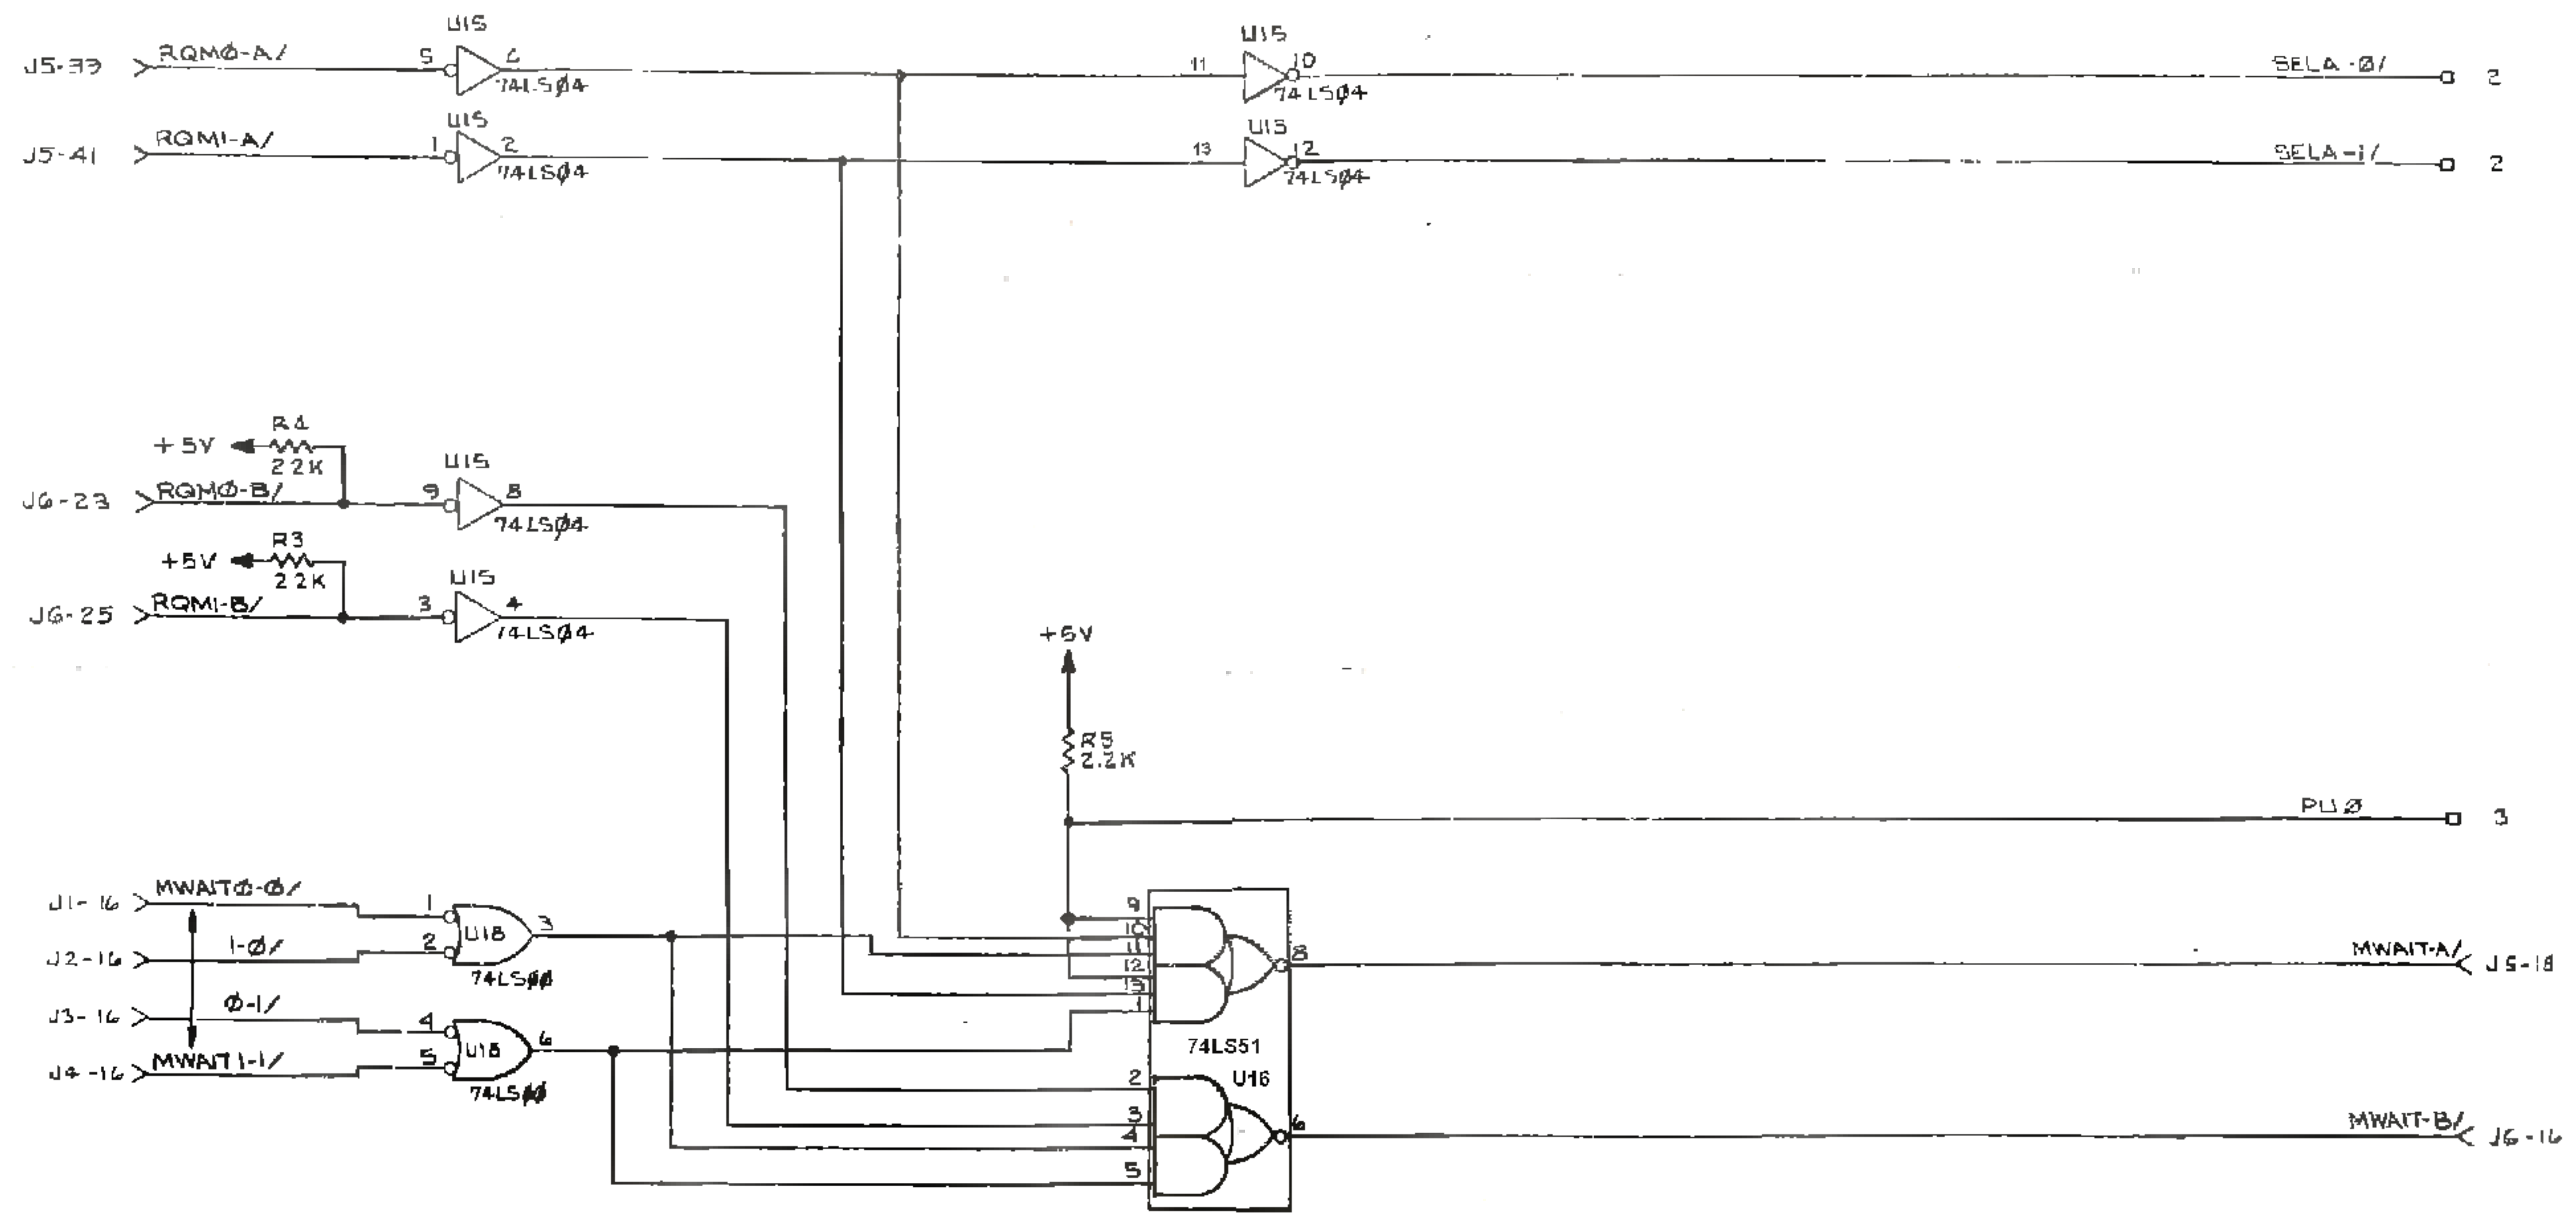 U15
U15
J5-39
RQMØ-A/
5
6
74LSØ4
11
10
74LSØ4
SELA-Ø/
2
U15
U15
J5-41
RQM1-A/
1
2
74LSØ4
13
12
74LSØ4
SELA-1/
2
R4
+5V
22K
U15
J6-23
RQMØ-B/
9
8
74LSØ4
R3
+5V
22K
U15
J6-25
RQM1-B/
3
4
74LSØ4
+5V
R5
2.2K
PUØ
3
J1-16
MWAITØ-Ø/
1
3
9
10
U18
J2-16
1-Ø/
2
11
74LSØØ
12
8
MWAIT-A/
J5-18
J3-16
Ø-1/
4
13
1
6
U18
J4-16
MWAIT1-1/
5
74LSØØ
74LS51
U16
2
3
4
6
MWAIT-B/
J6-16
5